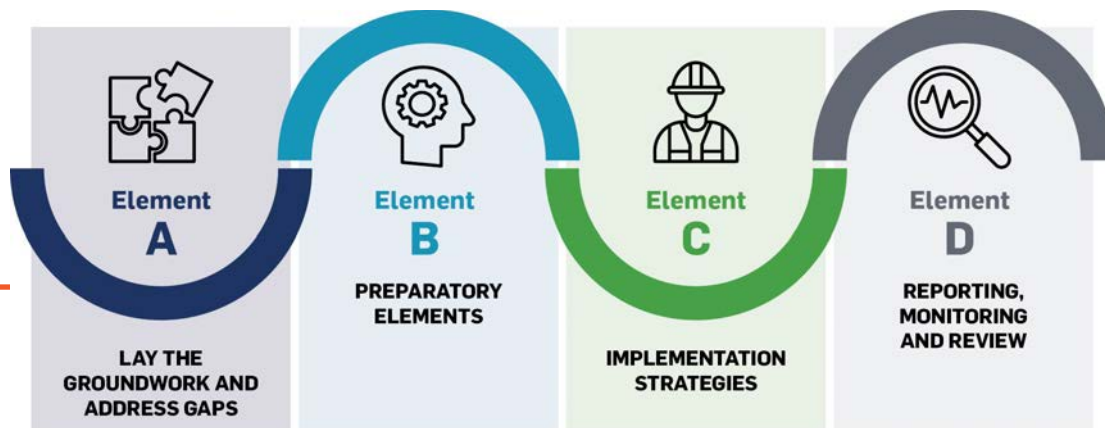 Element
A
LAY THE
GROUNDWORK AND
ADDRESS GAPS
Element
B
PREPARATORY
ELEMENTS
Element
C
IMPLEMENTATION
STRATEGIES
Element
D
REPORTING,
MONITORING
AND REVIEW